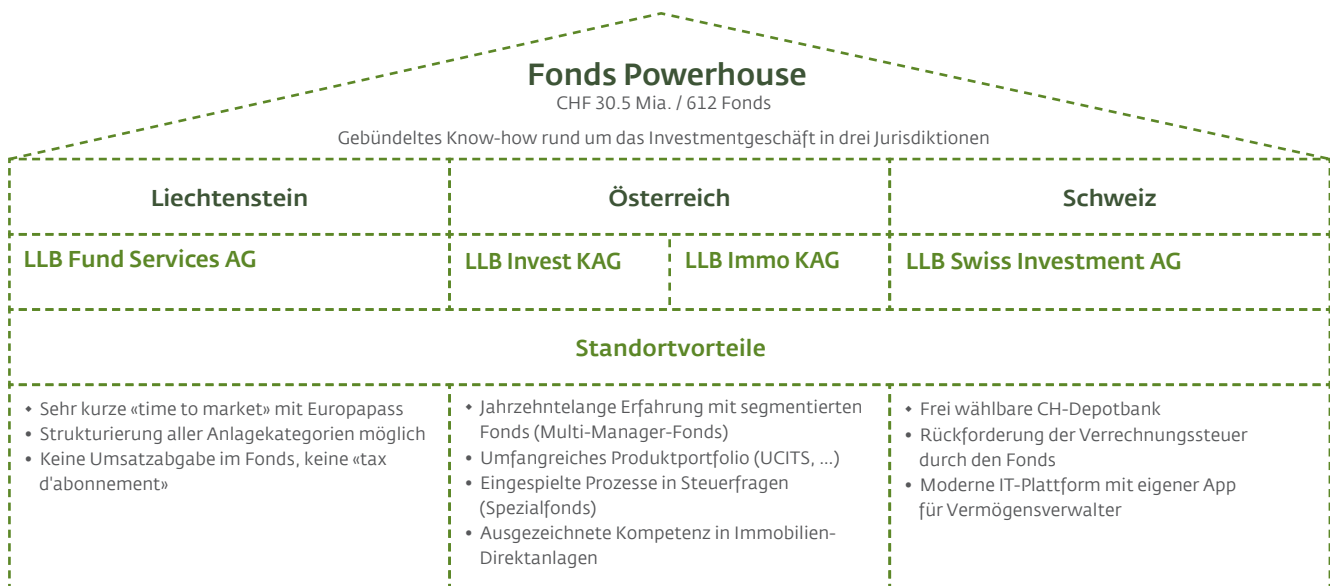 Fonds Powerhouse
CHF 30.5 Mia. / 612 Fonds
Gebündeltes Know-how rund um das Investmentgeschäft in drei Jurisdiktionen
Liechtenstein
Österreich
Schweiz
LLB Fund Services AG
LLB Invest KAG
LLB Immo KAG
LLB Swiss Investment AG
Standortvorteile
• Sehr kurze «time to market» mit Europapass
• Strukturierung aller Anlagekategorien möglich
• Keine Umsatzabgabe im Fonds, keine «tax
d'abonnement»
• Jahrzehntelange Erfahrung mit segmentierten
Fonds (Multi-Manager-Fonds)
• Umfangreiches Produktportfolio (UCITS, ...)
• Eingespielte Prozesse in Steuerfragen
(Spezialfonds)
• Ausgezeichnete Kompetenz in Immobilien-
Direktanlagen
• Frei wählbare CH-Depotbank
• Rückforderung der Verrechnungssteuer
durch den Fonds
• Moderne IT-Plattform mit eigener App
für Vermögensverwalter